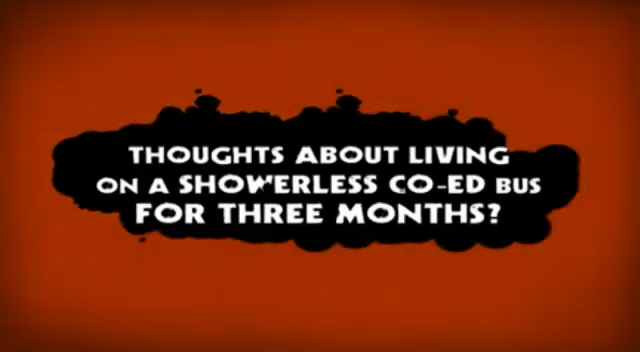 THOUGHTS ABOUT LIVING
ON A SHOWERLESS CO-ED BUS
FOR THREE MONTHS?